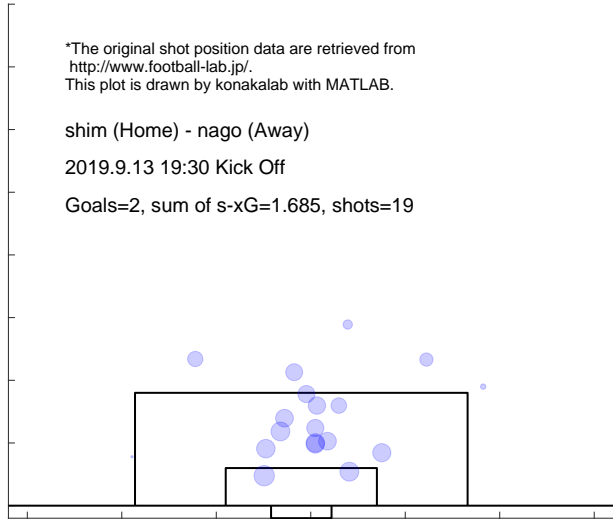 *The original shot position data are retrieved from
http://www.football-lab.jp/.
This plot is drawn by konakalab with MATLAB.
shim (Home) - nago (Away)
2019.9.13 19:30 Kick Off
Goals=2, sum of s-xG=1.685, shots=19